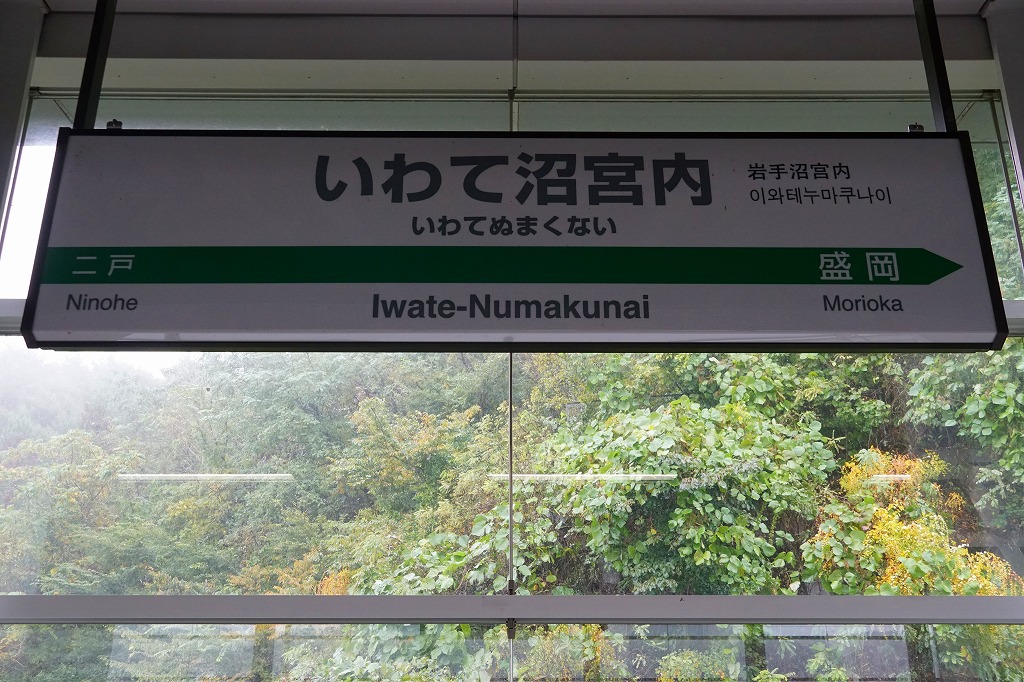 いわて沼宮内
岩手沼宮内
이와테누마쿠나이
いわてぬまくない
二戸
盛岡
Ninohe
Iwate-Numakunai
Morioka